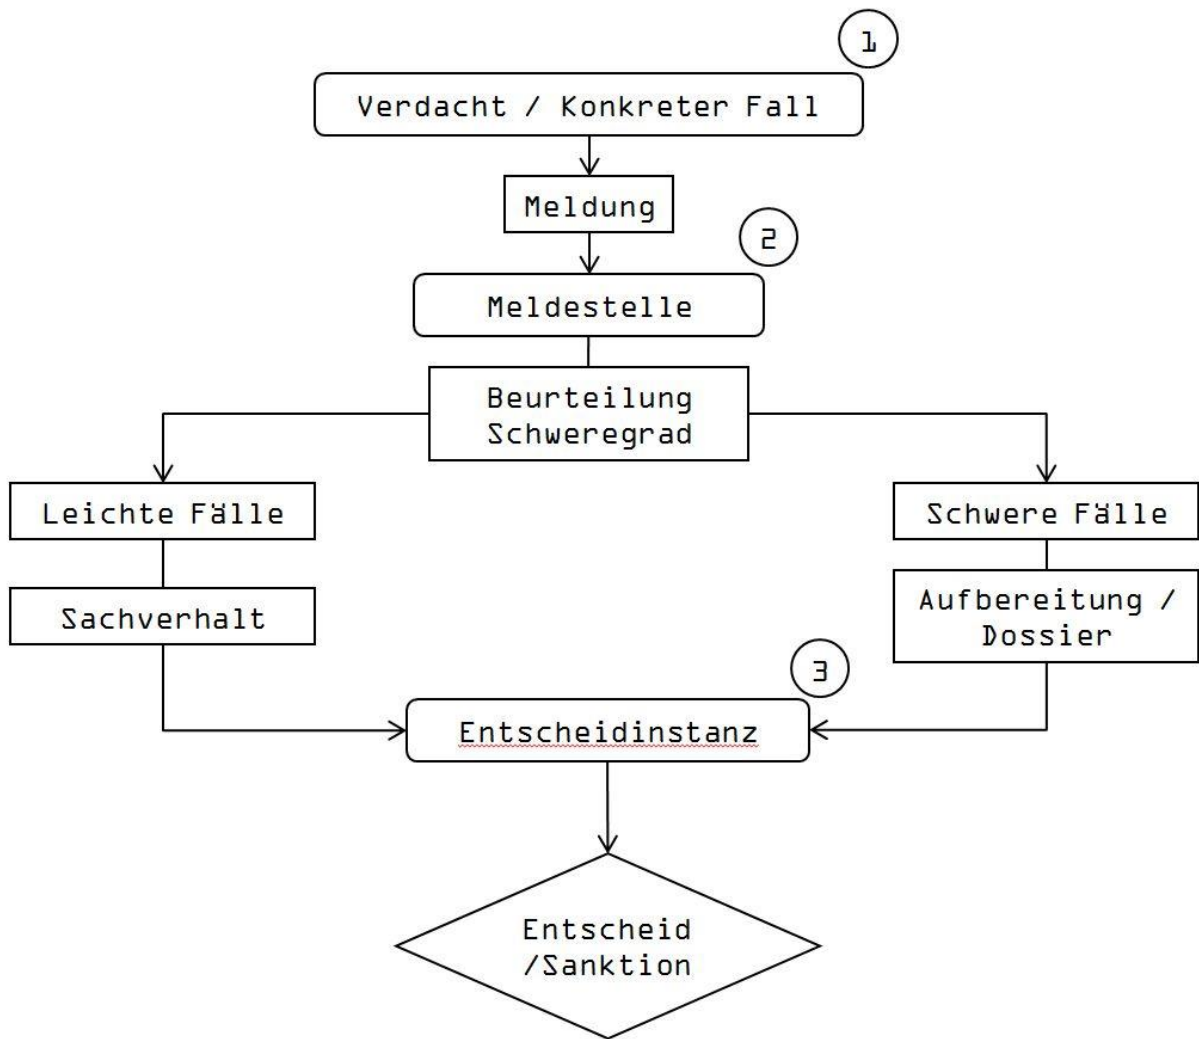 1
Verdacht / Konkreter Fall
Meldung
2
Meldestelle
Beurteilung
Schweregrad
Leichte Fälle
Schwere Fälle
Sachverhalt
Aufbereitung /
Dossier
3
Entscheidinstanz
Entscheid
/Sanktion